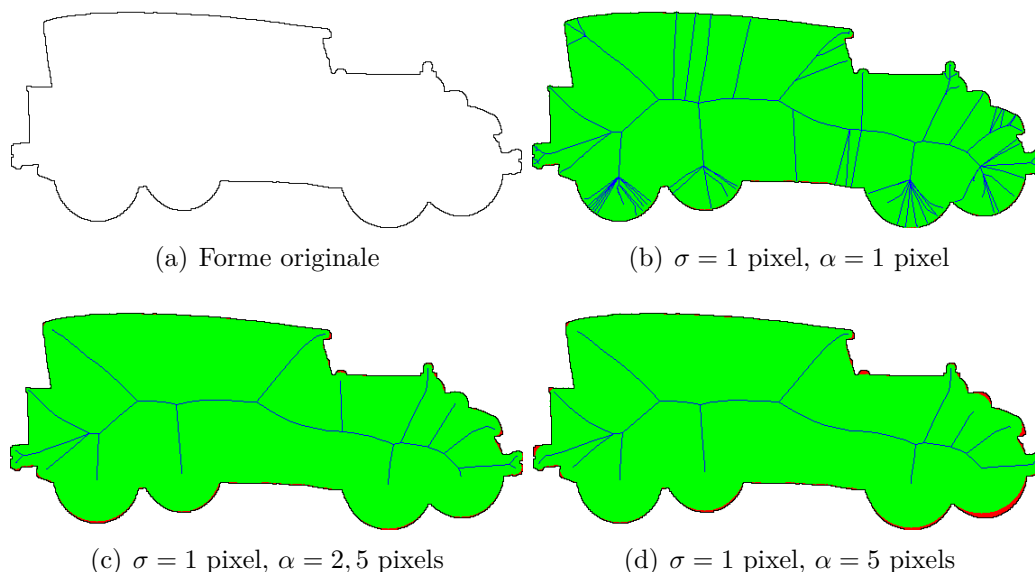 (a) Forme originale
(b) σ = 1 pixel, α = 1 pixel
(c) σ = 1 pixel, α = 2, 5 pixels
(d) σ = 1 pixel, α = 5 pixels